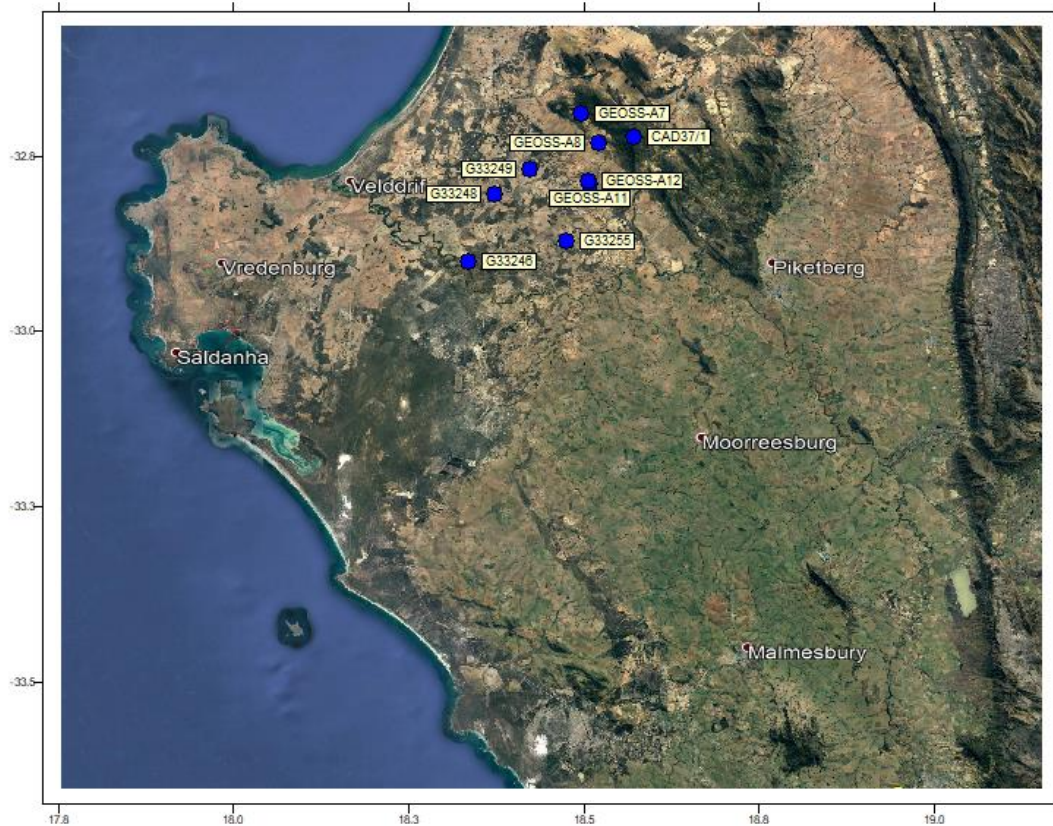 GEOSS-A7
CAD37/1
GEOSS-A8
-32.8
G33249
GEOSS-A12
Velddrif
G33248
GEOSS-A11
G33255
G33246
Vredenburg
Piketberg
-33.0
Saldanha
Moorreesburg
-33.3
Malmesbury
-33.5
17.8
18.0
18.3
18.5
18.8
19.0